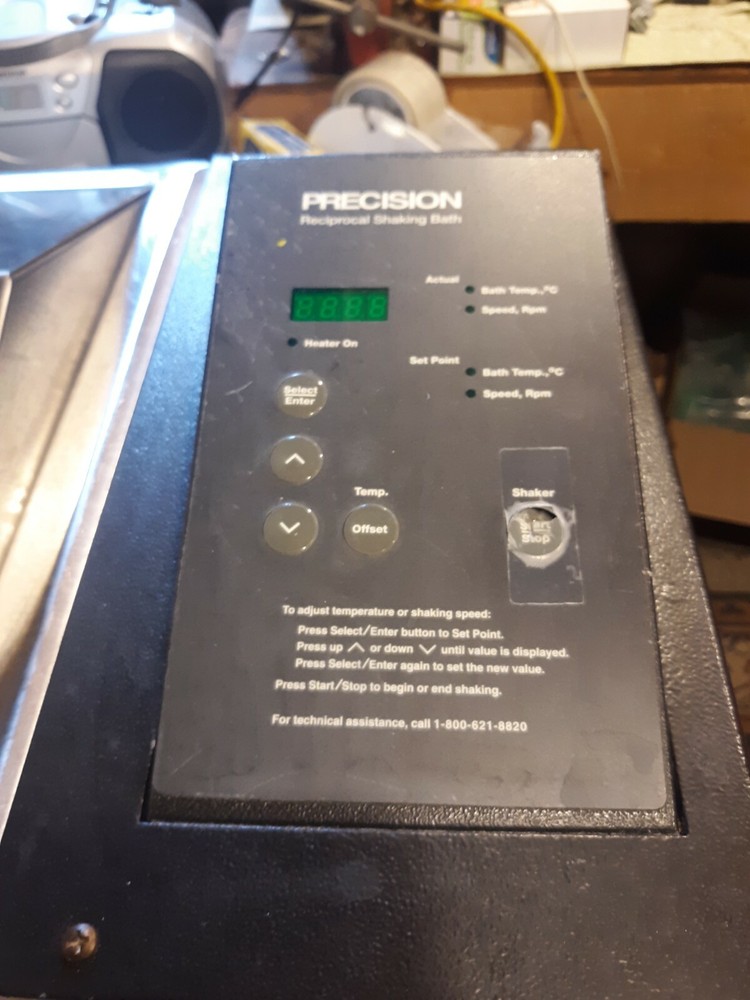 PRECISION
Reciprocal Shaking Bath
Actual
Bath Temp.,ºC
Speed, Rpm
Heater On
Set Point
Bath Temp.,ºC
Speed, Rpm
Select
Enter
Temp.
Offset
Shaker
Stop
To adjust temperature or shaking speed:
Press Select/Enter button to Set Point.
Press up ︿ or down ﹀ until value is displayed.
Press Select/Enter again to set the new value.
Press Start/Stop to begin or end shaking.
For technical assistance, call 1-800-621-8820